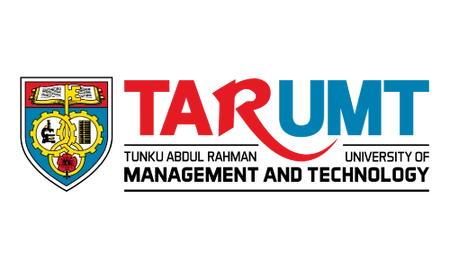 TARUMT
TUNKU ABDUL RAHMAN UNIVERSITY OF
MANAGEMENT AND TECHNOLOGY